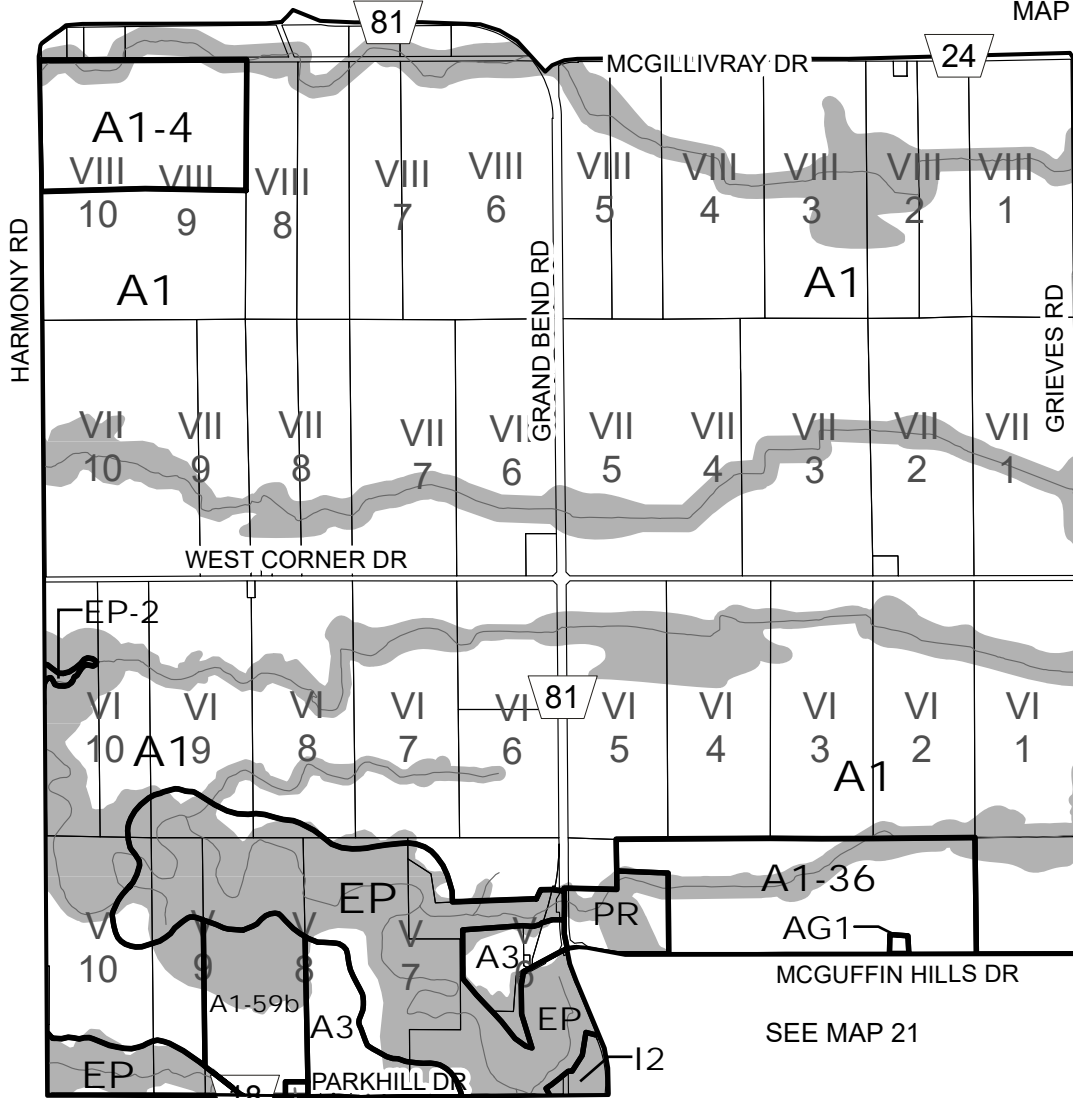 MAP
81
24
MCGILLIVRAY DR
A1-4
VIII 10
VIII 9
VIII 8
VIII 7
VIII 6
VIII 5
VIII 4
VIII 3
VIII 2
VIII 1
HARMONY RD
A1
GRAND BEND RD
A1
GRIEVES RD
VII 10
VII 9
VII 8
VII 7
VI 6
VII 5
VII 4
VII 3
VII 2
VII 1
WEST CORNER DR
EP-2
81
VI 10
VI 9
VI 8
VI 7
VI 6
VI 5
VI 4
VI 3
VI 2
VI 1
A1
A1
EP
A1-36
PR
AG1
V 10
V 9
V 8
V 7
V 6
A3
MCGUFFIN HILLS DR
A1-59b
A3
EP
SEE MAP 21
I2
EP
PARKHILL DR